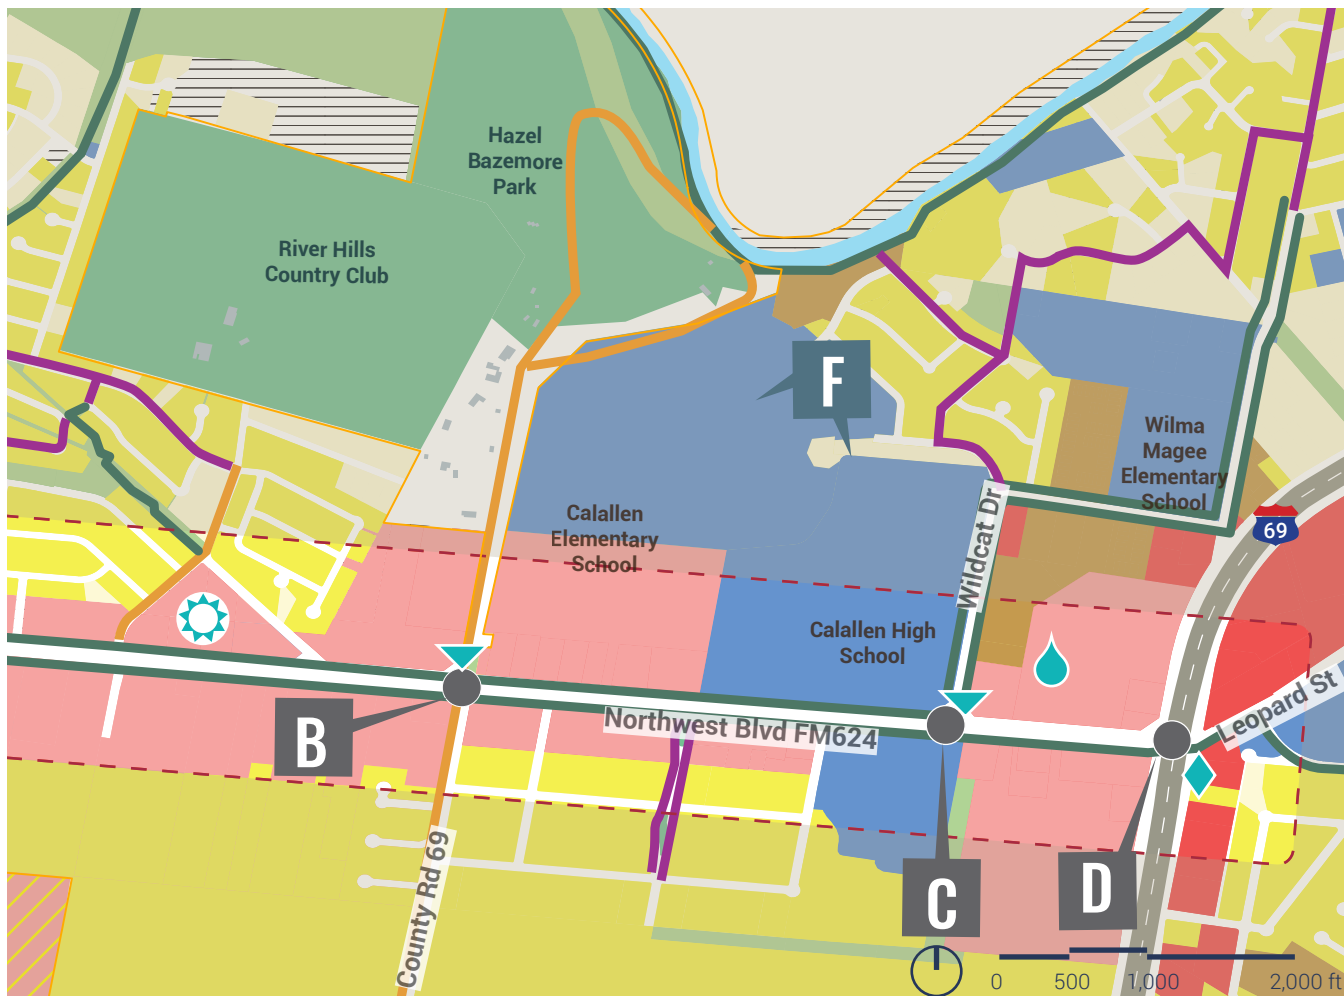 Hazel
Bazemore
Park
River Hills
Country Club
F
Wilma
Magee
Elementary
School
Calallen
Elementary
School
Wildcat Dr
69
Calallen High
School
Leopard St
Northwest Blvd FM624
B
County Rd 69
C
D
0 500 1,000 2,000 ft